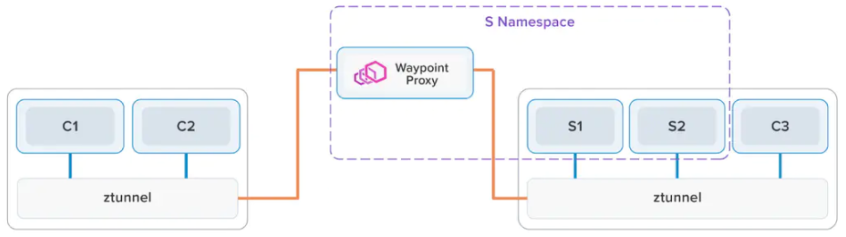 S Namespace
Waypoint
Proxy
C1
C2
S1
S2
C3
ztunnel
ztunnel